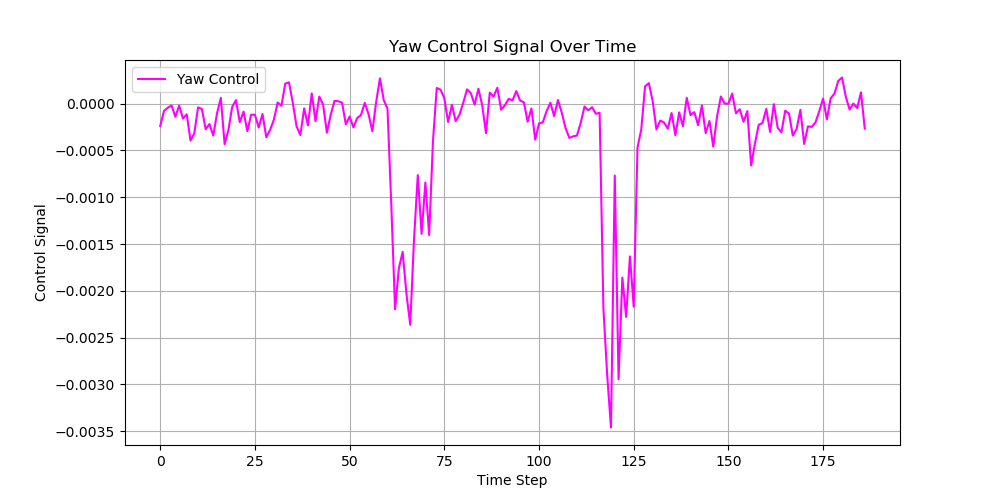 Yaw Control Signal Over Time
Yaw Control
0.0000
−0.0005
−0.0010
−0.0015
−0.0020
−0.0025
−0.0030
−0.0035
Control Signal
0 25 50 75 100 125 150 175
Time Step